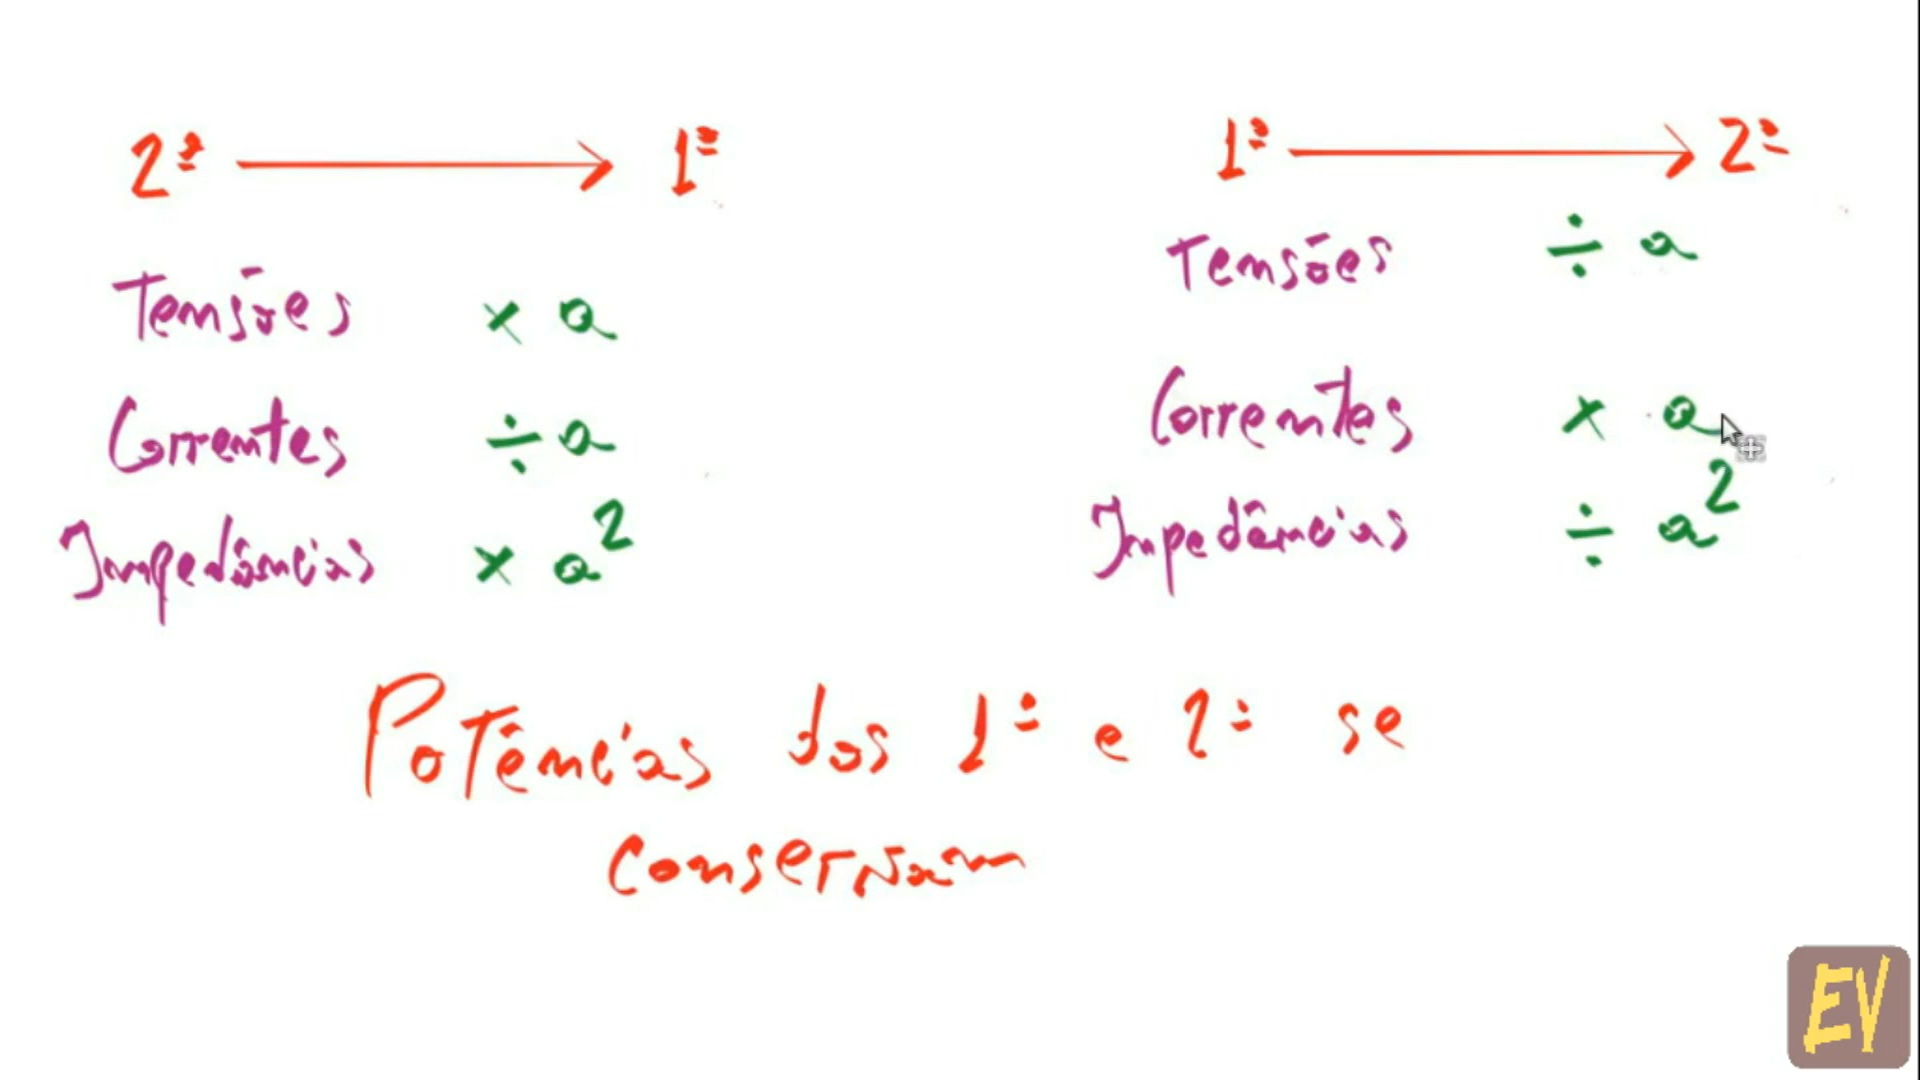 2º → 1º
Tensões × a
Correntes ÷ a
Impedâncias × a²
1º → 2º
Tensões ÷ a
Correntes × a
Impedâncias ÷ a²
Potências dos 1º e 2º se
conservam
EV